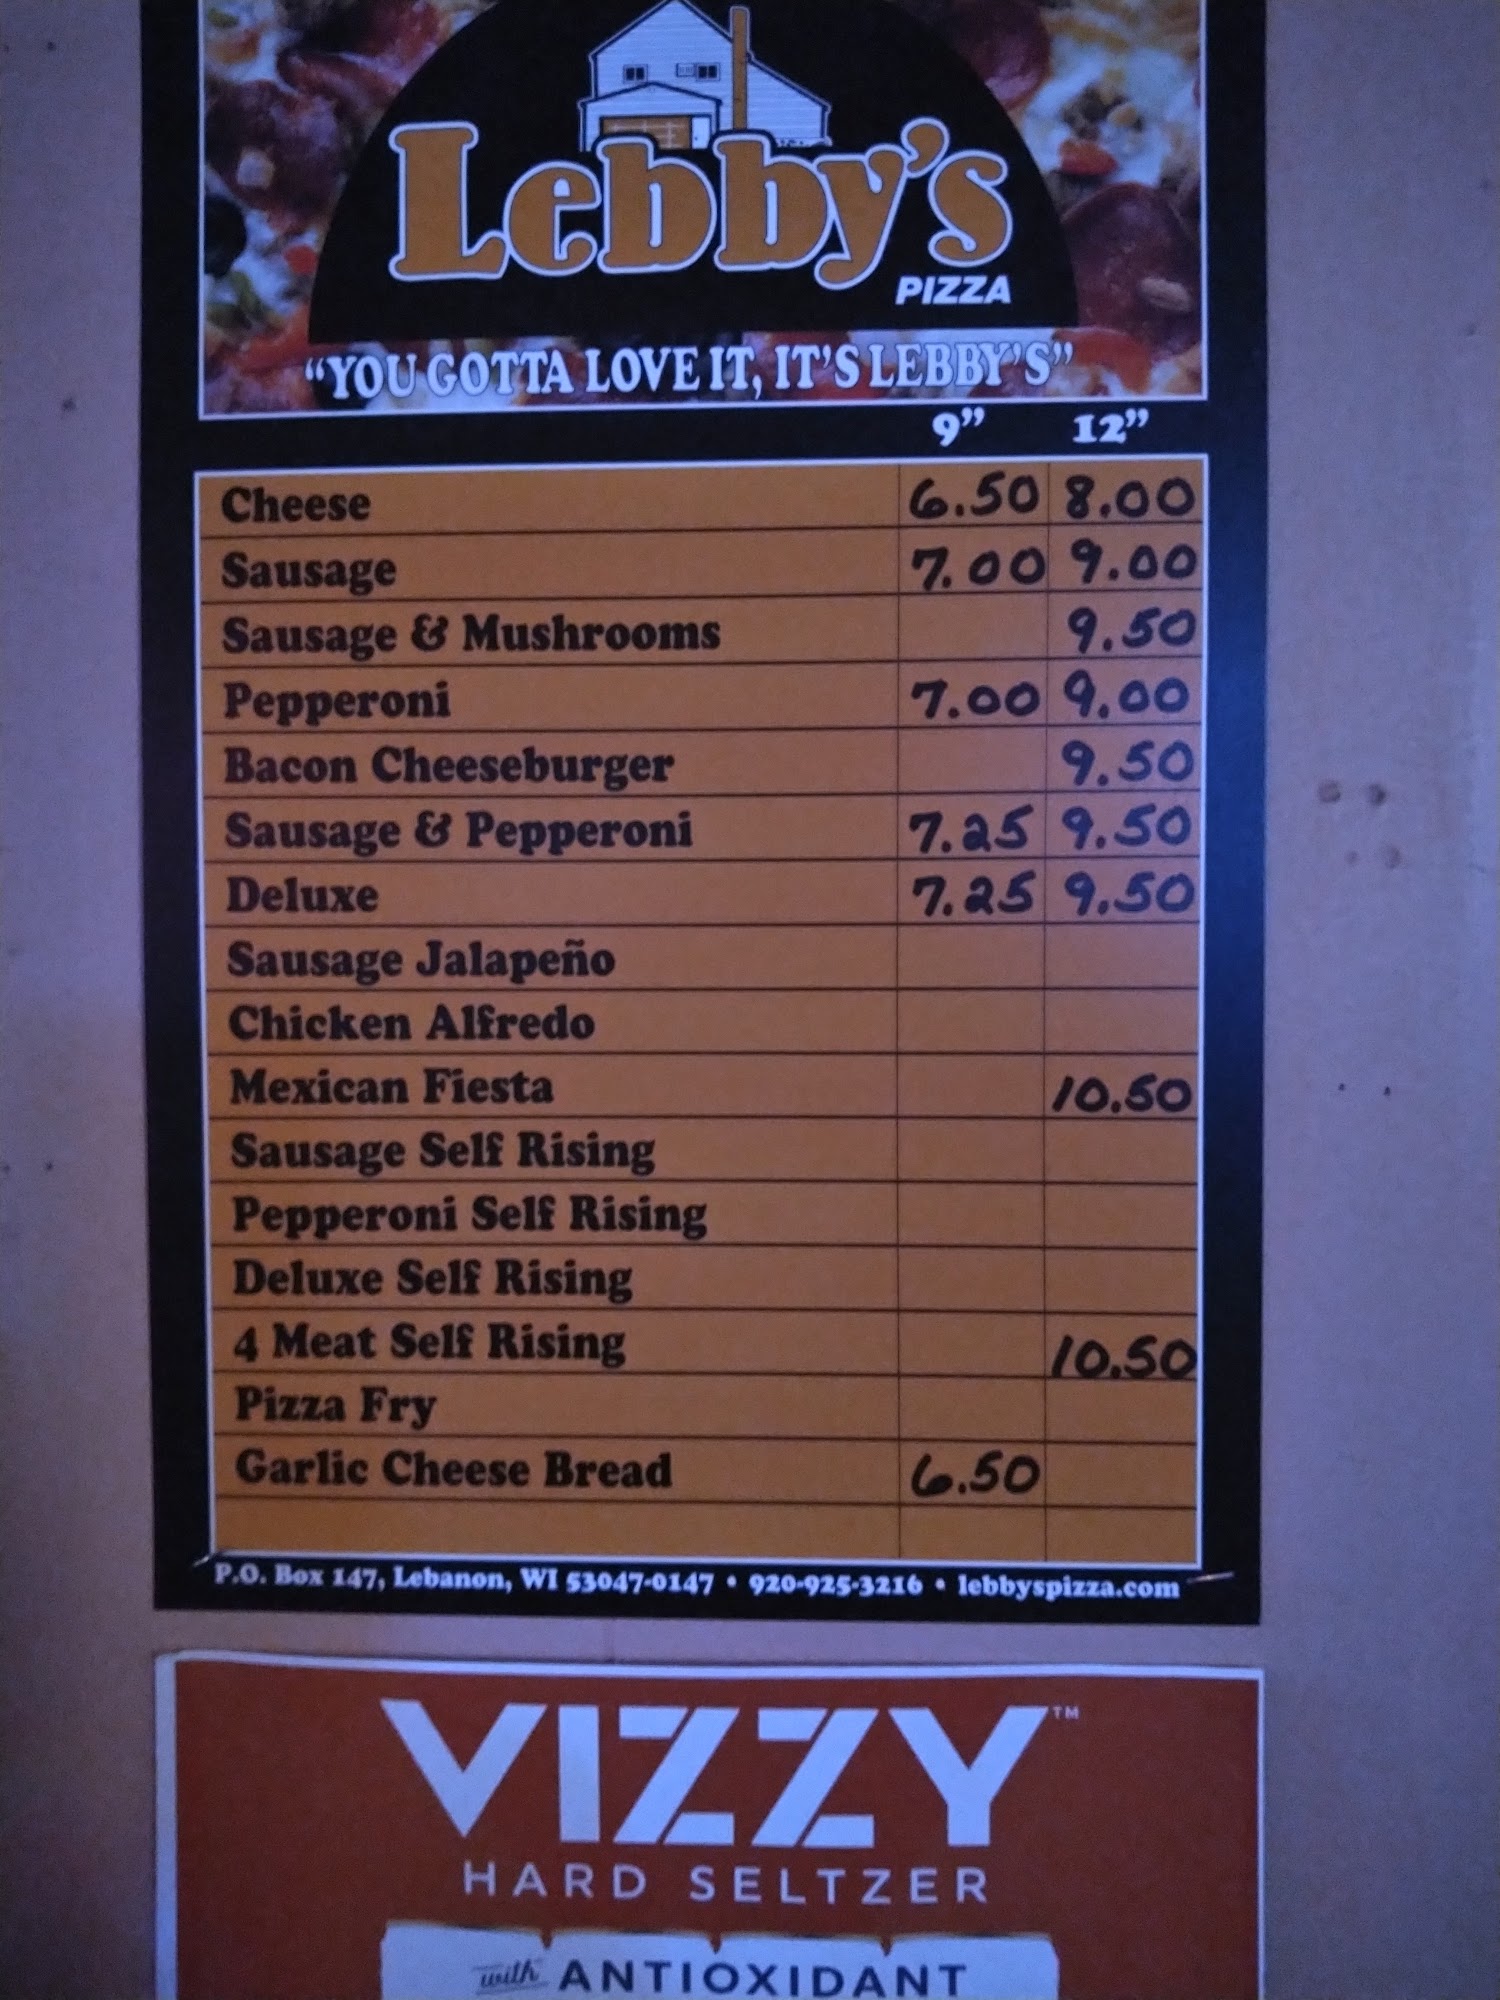 Lebby's
PIZZA
"YOU GOTTA LOVE IT, IT'S LEBBY'S"
9" 12"
Cheese 6.50 8.00
Sausage 7.00 9.00
Sausage & Mushrooms 9.50
Pepperoni 7.00 9.00
Bacon Cheeseburger 9.50
Sausage & Pepperoni 7.25 9.50
Deluxe 7.25 9.50
Sausage Jalapeño
Chicken Alfredo
Mexican Fiesta 10.50
Sausage Self Rising
Pepperoni Self Rising
Deluxe Self Rising
4 Meat Self Rising 10.50
Pizza Fry
Garlic Cheese Bread 6.50
P.O. Box 147, Lebanon, WI 53047-0147 • 920-925-3216 • lebbyspizza.com
VIZZY™
HARD SELTZER
with ANTIOXIDANT